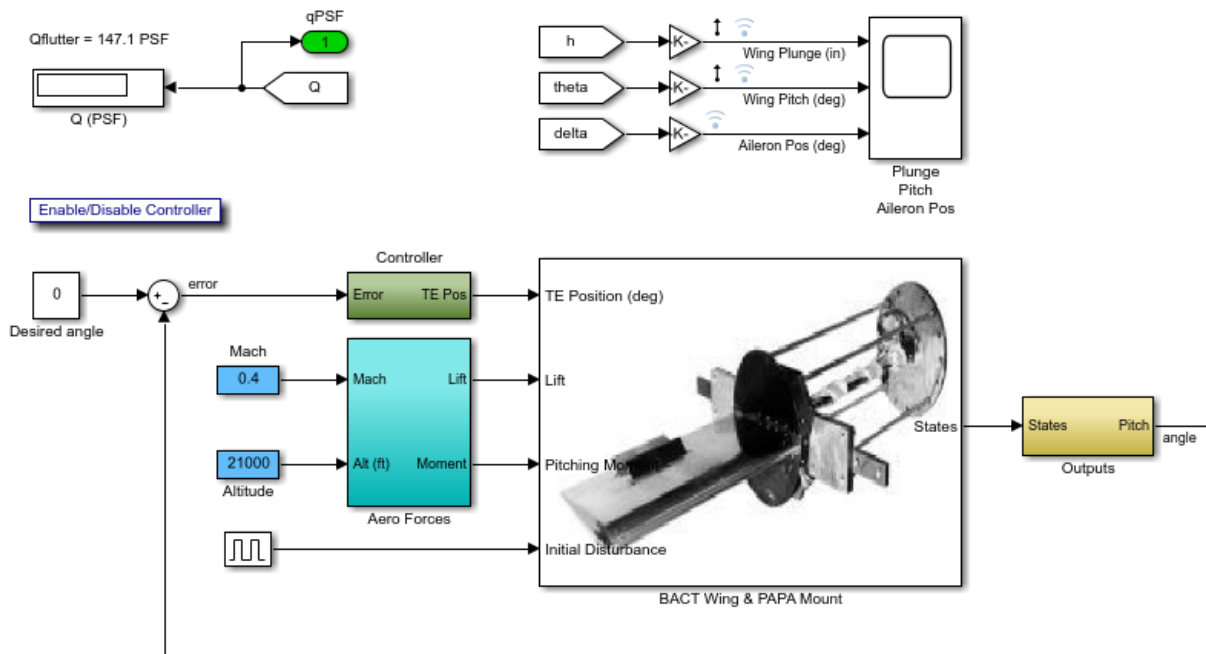 qPSF
1
Qflutter = 147.1 PSF
Q
Q (PSF)
h
K-
Wing Plunge (in)
theta
K-
Wing Pitch (deg)
delta
K-
Aileron Pos (deg)
Plunge
Pitch
Aileron Pos
Enable/Disable Controller
0
Desired angle
+
-
error
Controller
Error
TE Pos
Mach
0.4
21000
Altitude
Mach
Lift
Alt (ft)
Moment
Aero Forces
TE Position (deg)
Lift
Pitching Moment
Initial Disturbance
States
BACT Wing & PAPA Mount
States
Pitch
Outputs
angle